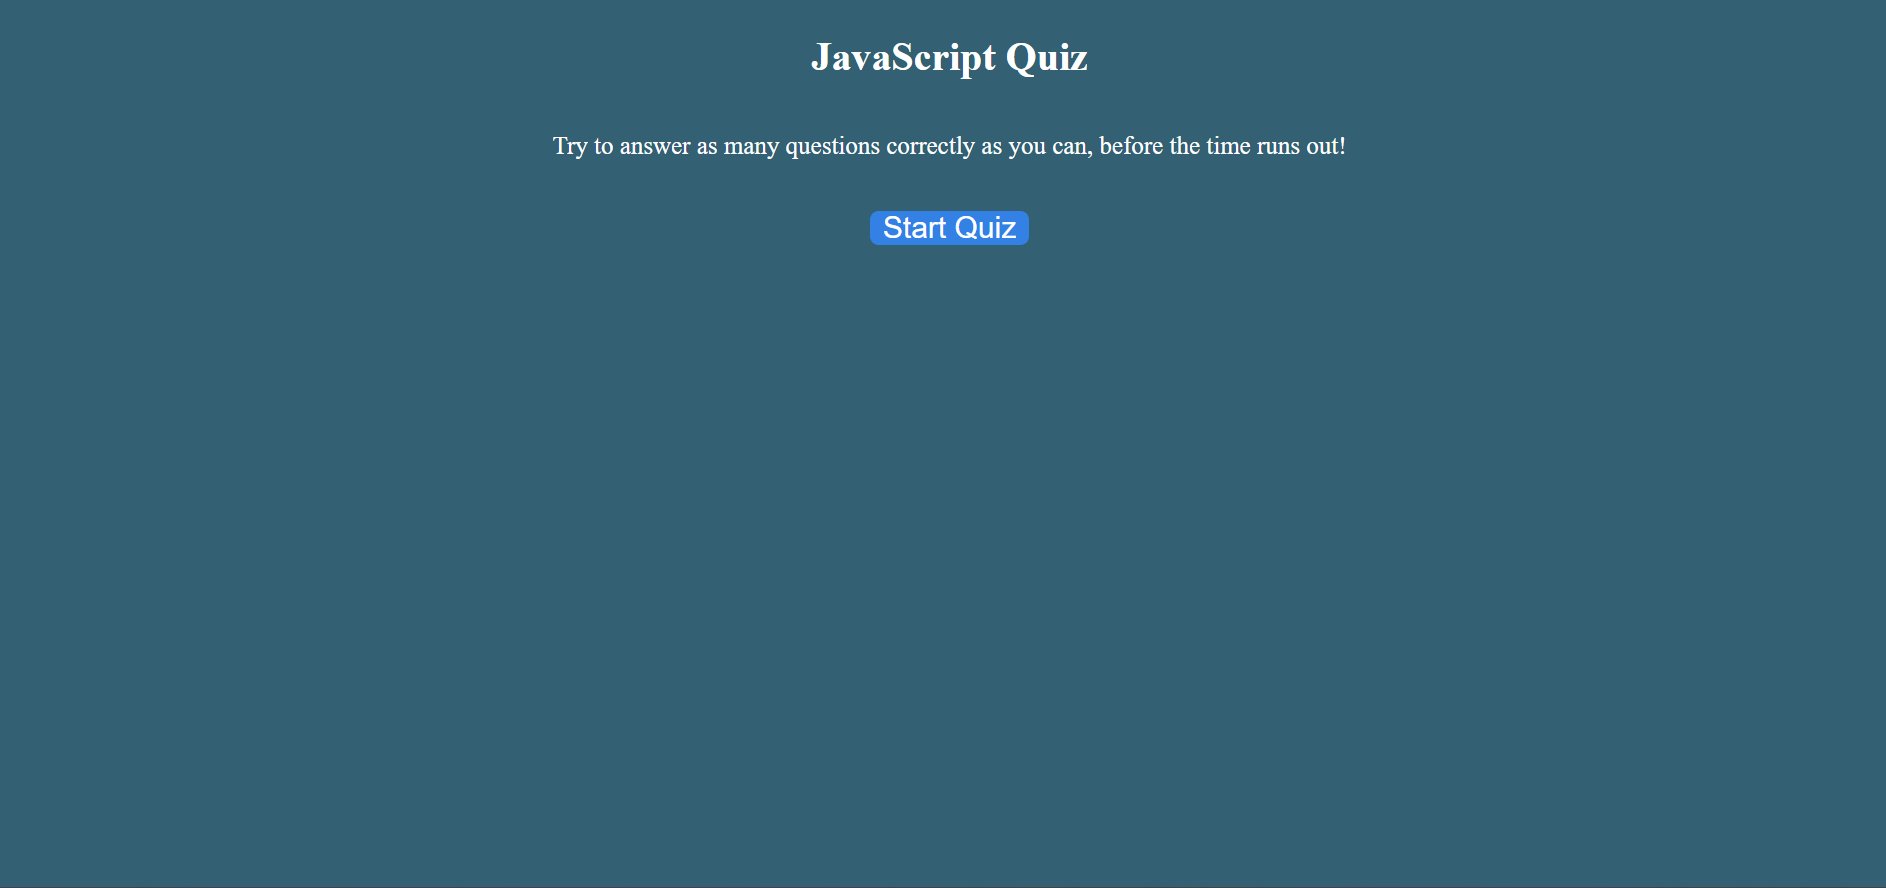 JavaScript Quiz
Try to answer as many questions correctly as you can, before the time runs out!
Start Quiz